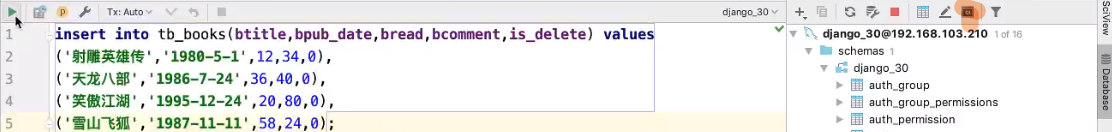 Tx: Auto
django_30
1 insert into tb_books(btitle,bpub_date,bread,bcomment,is_delete) values
2 ('射雕英雄传','1980-5-1',12,34,0),
3 ('天龙八部','1986-7-24',36,40,0),
4 ('笑傲江湖','1995-12-24',20,80,0),
5 ('雪山飞狐','1987-11-11',58,24,0);
django_30@192.168.103.210 1 of 16
schemas
django_30
auth_group
auth_group_permissions
auth_permission
SciView
Database